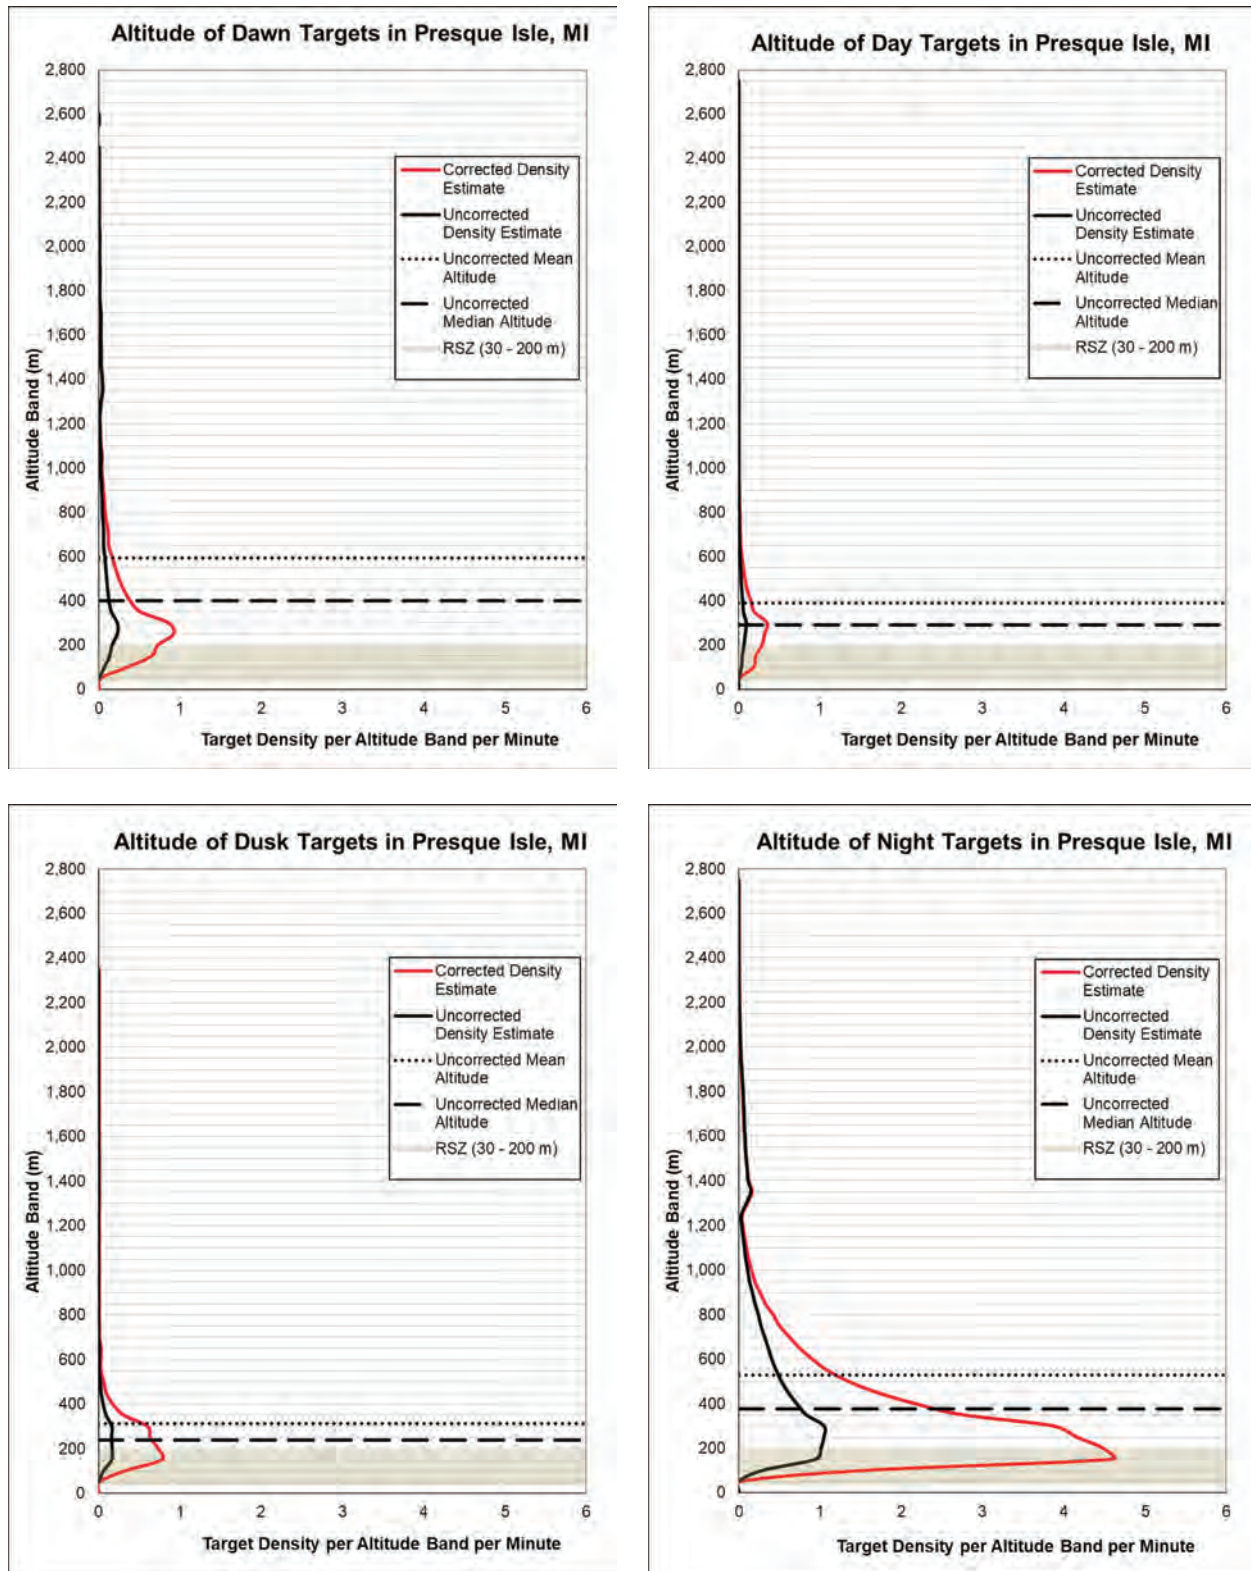 Altitude of Dawn Targets in Presque Isle, MI
2,800
2,600
2,400
2,200
2,000
1,800
1,600
1,400
1,200
1,000
800
600
400
200
0
Altitude Band (m)
Corrected Density
Estimate
Uncorrected
Density Estimate
Uncorrected Mean
Altitude
Uncorrected
Median Altitude
RSZ (30 - 200 m)
0 1 2 3 4 5 6
Target Density per Altitude Band per Minute
Altitude of Day Targets in Presque Isle, MI
2,800
2,600
2,400
2,200
2,000
1,800
1,600
1,400
1,200
1,000
800
600
400
200
0
Altitude Band (m)
Corrected Density
Estimate
Uncorrected
Density Estimate
Uncorrected Mean
Altitude
Uncorrected Median
Altitude
RSZ (30 - 200 m)
0 1 2 3 4 5 6
Target Density per Altitude Band per Minute
Altitude of Dusk Targets in Presque Isle, MI
2,800
2,600
2,400
2,200
2,000
1,800
1,600
1,400
1,200
1,000
800
600
400
200
0
Altitude Band (m)
Corrected Density
Estimate
Uncorrected
Density Estimate
Uncorrected Mean
Altitude
Uncorrected Median
Altitude
RSZ (30 - 200 m)
0 1 2 3 4 5 6
Target Density per Altitude Band per Minute
Altitude of Night Targets in Presque Isle, MI
2,800
2,600
2,400
2,200
2,000
1,800
1,600
1,400
1,200
1,000
800
600
400
200
0
Altitude Band (m)
Corrected Density
Estimate
Uncorrected
Density Estimate
Uncorrected Mean
Altitude
Uncorrected
Median Altitude
RSZ (30 - 200 m)
0 1 2 3 4 5 6
Target Density per Altitude Band per Minute